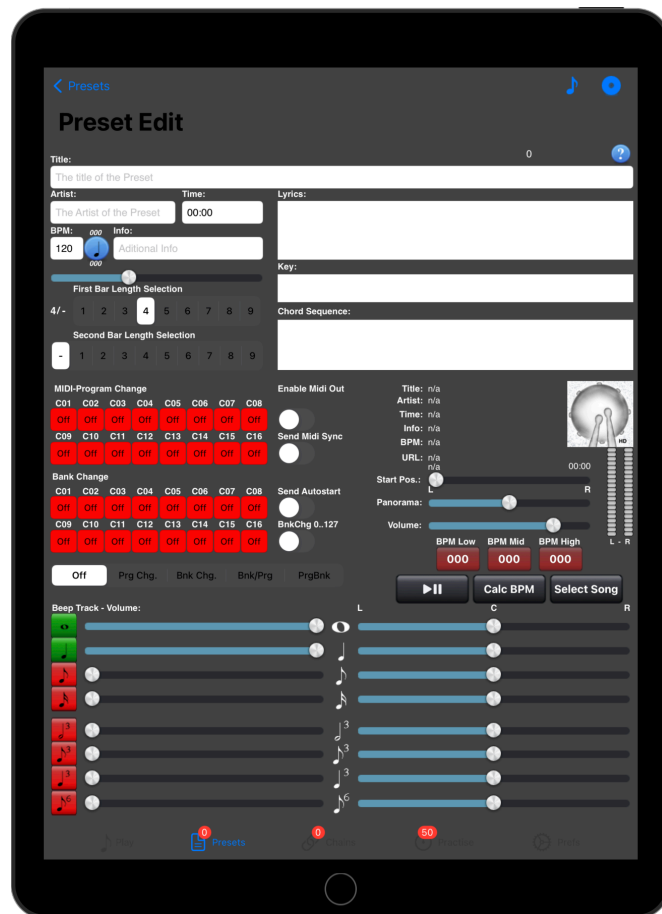 Presets
Preset Edit
0
?
Title:
The title of the Preset
Artist: Time: Lyrics:
The Artist of the Preset 00:00
BPM: 000 Info:
120 Aditional Info
000
Key:
First Bar Length Selection
4/- 1 2 3 4 5 6 7 8 9
Chord Sequence:
Second Bar Length Selection
- 1 2 3 4 5 6 7 8 9
MIDI-Program Change Enable Midi Out Title: n/a
C01 C02 C03 C04 C05 C06 C07 C08 Artist: n/a
Off Off Off Off Off Off Off Off Time: n/a
C09 C10 C11 C12 C13 C14 C15 C16 Send Midi Sync Info: n/a
Off Off Off Off Off Off Off Off BPM: n/a HD
URL: n/a
n/a 00:00
Bank Change Start Pos.:
C01 C02 C03 C04 C05 C06 C07 C08 Send Autostart L R
Off Off Off Off Off Off Off Off Panorama:
C09 C10 C11 C12 C13 C14 C15 C16 BnkChg 0..127 Volume:
Off Off Off Off Off Off Off Off
BPM Low BPM Mid BPM High L - R
000 000 000
Off Prg Chg. Bnk Chg. Bnk/Prg PrgBnk
Calc BPM Select Song
Beep Track - Volume: L C R
3 3
3 3
3 3
6 6
0 0 50
Play Presets Chains Practice Prefs